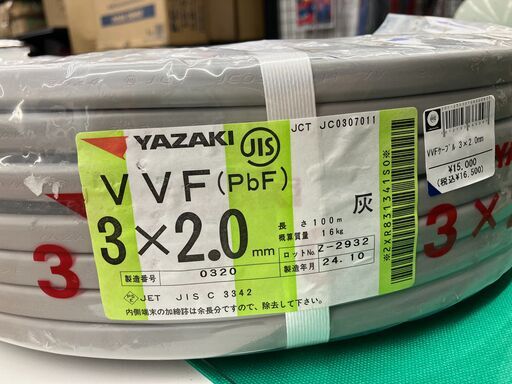 YAZAKI
JIS
JCT JC0307011
VVF(PbF)
灰
3×2.0mm
長さ 100m
概算質量 16kg
ロットNo. Z-2932
製造番号 0320
製造年月 24.10
JET JIS C 3342
内側端末の加締跡は余長分ですので、除去して下さい。
※2XR831341S0※
VVFケーブル 3×2.0mm
¥15,000
(税込¥16,500)
3
3×